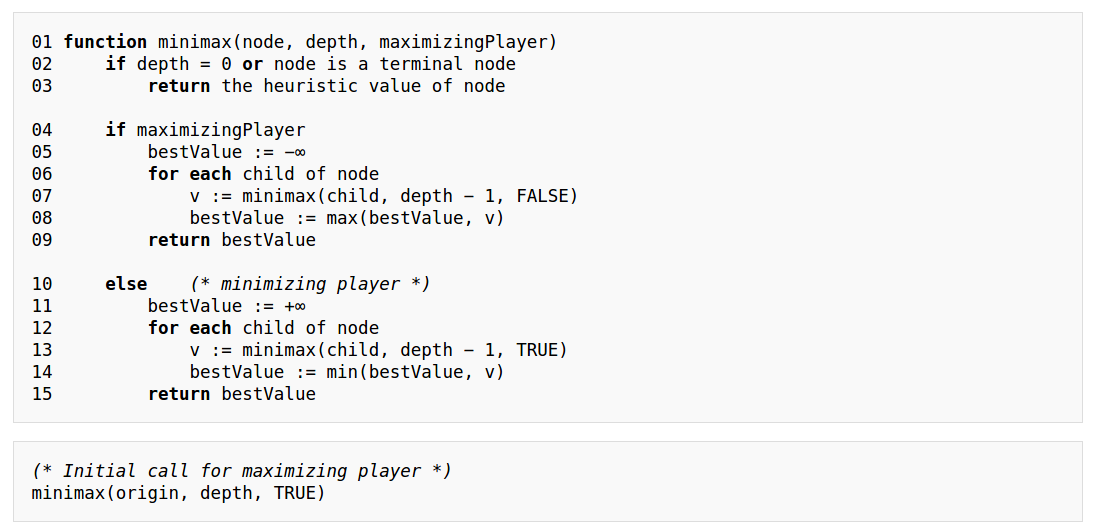 01 function minimax(node, depth, maximizingPlayer)
02     if depth = 0 or node is a terminal node
03         return the heuristic value of node
04     if maximizingPlayer
05         bestValue := −∞
06         for each child of node
07             v := minimax(child, depth − 1, FALSE)
08             bestValue := max(bestValue, v)
09         return bestValue
10     else    (* minimizing player *)
11         bestValue := +∞
12         for each child of node
13             v := minimax(child, depth − 1, TRUE)
14             bestValue := min(bestValue, v)
15         return bestValue
(* Initial call for maximizing player *)
minimax(origin, depth, TRUE)